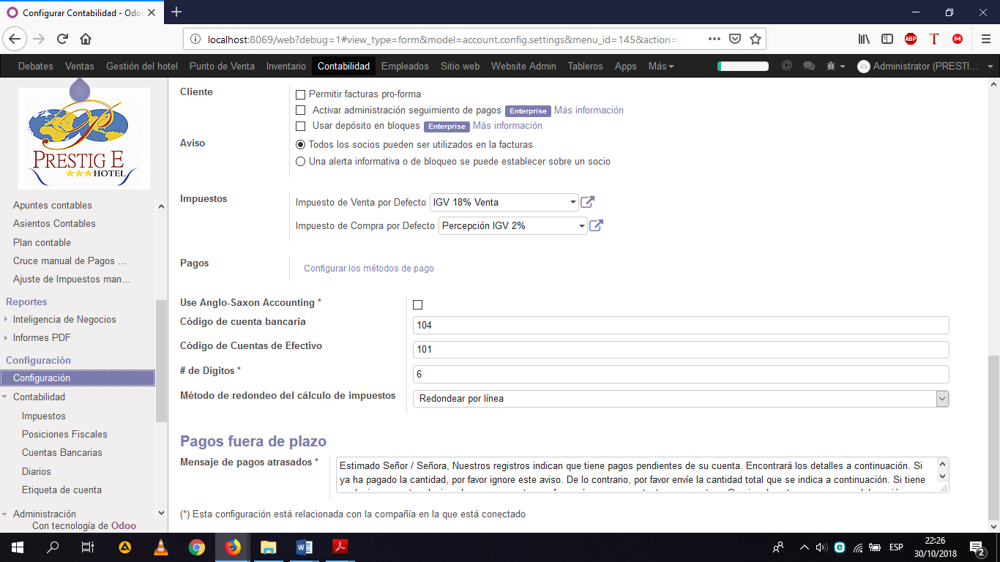 Configurar Contabilidad - Odoo
localhost:8069/web?debug=1#view_type=form&model=account.config.settings&menu_id=145&action=2
ABP
T
M
Debates Ventas Gestión del hotel Punto de Venta Inventario Contabilidad Empleados Sitio web Website Admin Tableros Apps Más
@
Administrator (PRESTI...
PRESTIGE
HOTEL
Apuntes contables
Asientos Contables
Plan contable
Cruce manual de Pagos ...
Ajuste de Impuestos man...
Reportes
Inteligencia de Negocios
Informes PDF
Configuración
Configuración
Contabilidad
Impuestos
Posiciones Fiscales
Cuentas Bancarias
Diarios
Etiqueta de cuenta
Administración
Con tecnología de Odoo
Cliente
Permitir facturas pro-forma
Activar administración seguimiento de pagos Enterprise Más información
Usar depósito en bloques Enterprise Más información
Aviso
Todos los socios pueden ser utilizados en la facturas
Una alerta informativa o de bloqueo se puede establecer sobre un socio
Impuestos
Impuesto de Venta por Defecto IGV 18% Venta
Impuesto de Compra por Defecto Percepción IGV 2%
Pagos
Configurar los métodos de pago
Use Anglo-Saxon Accounting *
Código de cuenta bancaria 104
Código de Cuentas de Efectivo 101
# de Dígitos * 6
Método de redondeo del cálculo de impuestos Redondear por línea
Pagos fuera de plazo
Mensaje de pagos atrasados *
Estimado Señor / Señora, Nuestros registros indican que tiene pagos pendientes de su cuenta. Encontrará los detalles a continuación. Si
ya ha pagado la cantidad, por favor ignore este aviso. De lo contrario, por favor envíe la cantidad total que se indica a continuación. Si tiene
(*) Esta configuración está relacionada con la compañía en la que está conectado
ESP
22:26
30/10/2018
2